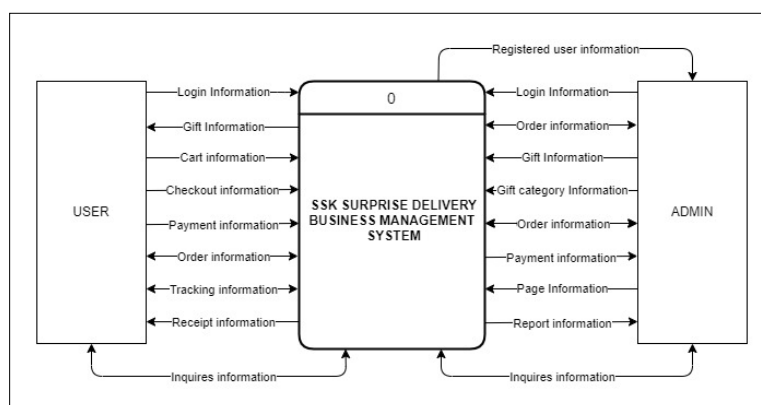 Registered user information
USER
Login Information
Gift Information
Cart information
Checkout information
Payment information
Order information
Tracking information
Receipt information
Inquires information
0
SSK SURPRISE DELIVERY
BUSINESS MANAGEMENT
SYSTEM
Login Information
Order information
Gift Information
Gift category Information
Order information
Payment information
Page Information
Report information
Inquires information
ADMIN